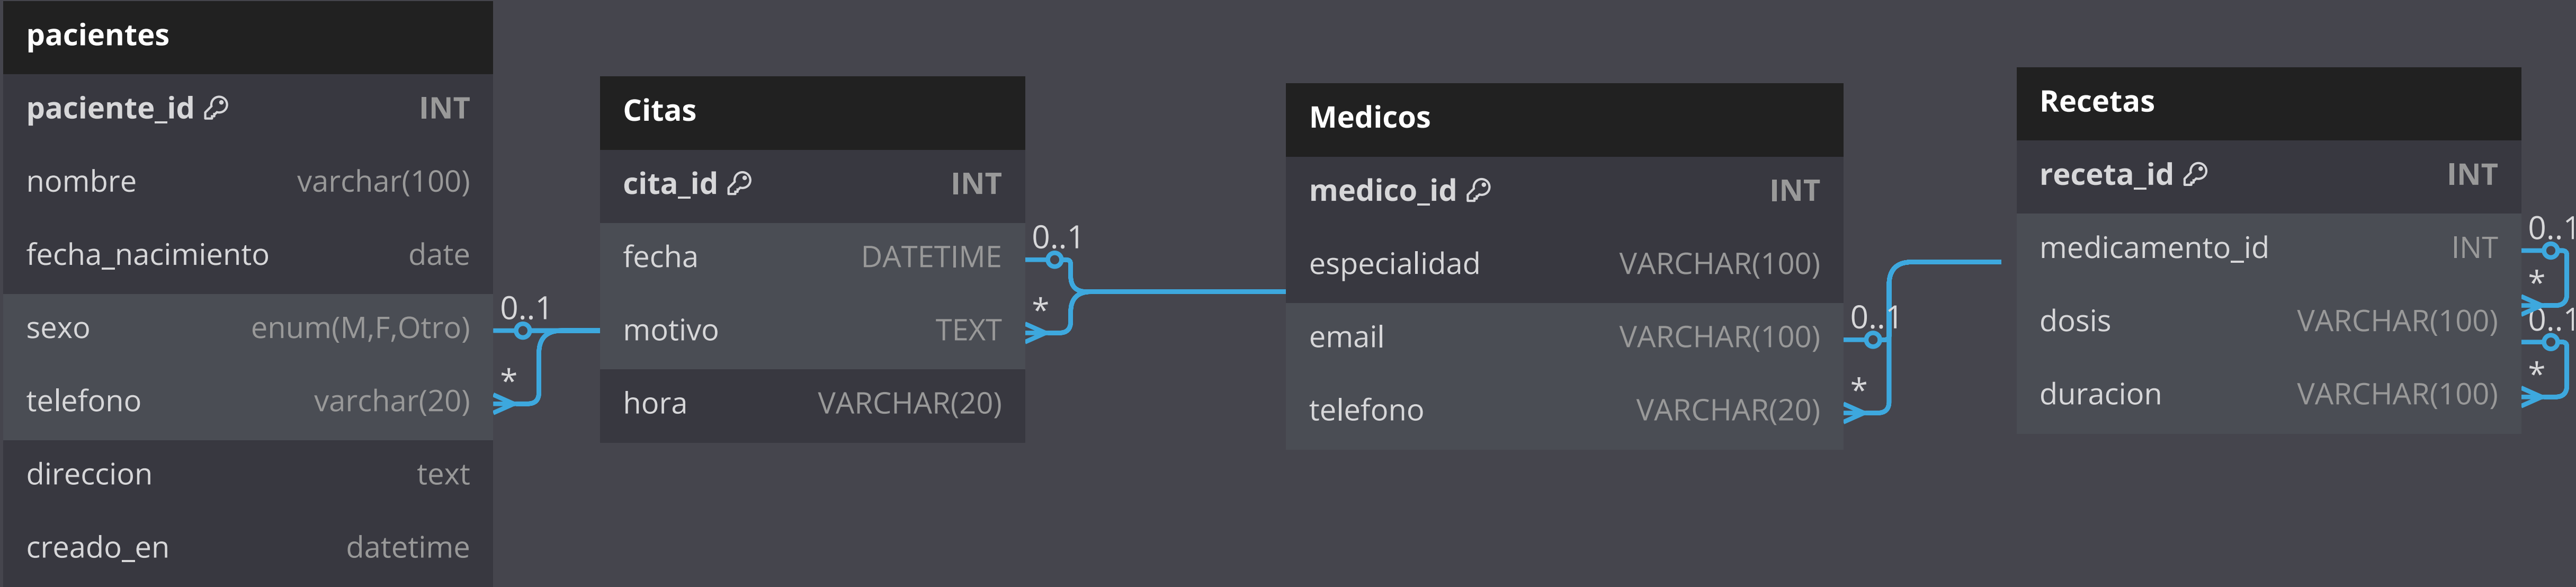 pacientes
paciente_id INT
nombre varchar(100)
fecha_nacimiento date
sexo enum(M,F,Otro)
telefono varchar(20)
direccion text
creado_en datetime
0..1
*
Citas
cita_id INT
fecha DATETIME
motivo TEXT
hora VARCHAR(20)
0..1
*
Medicos
medico_id INT
especialidad VARCHAR(100)
email VARCHAR(100)
telefono VARCHAR(20)
0..1
*
Recetas
receta_id INT
medicamento_id INT
dosis VARCHAR(100)
duracion VARCHAR(100)
0..1
*
0..1
*